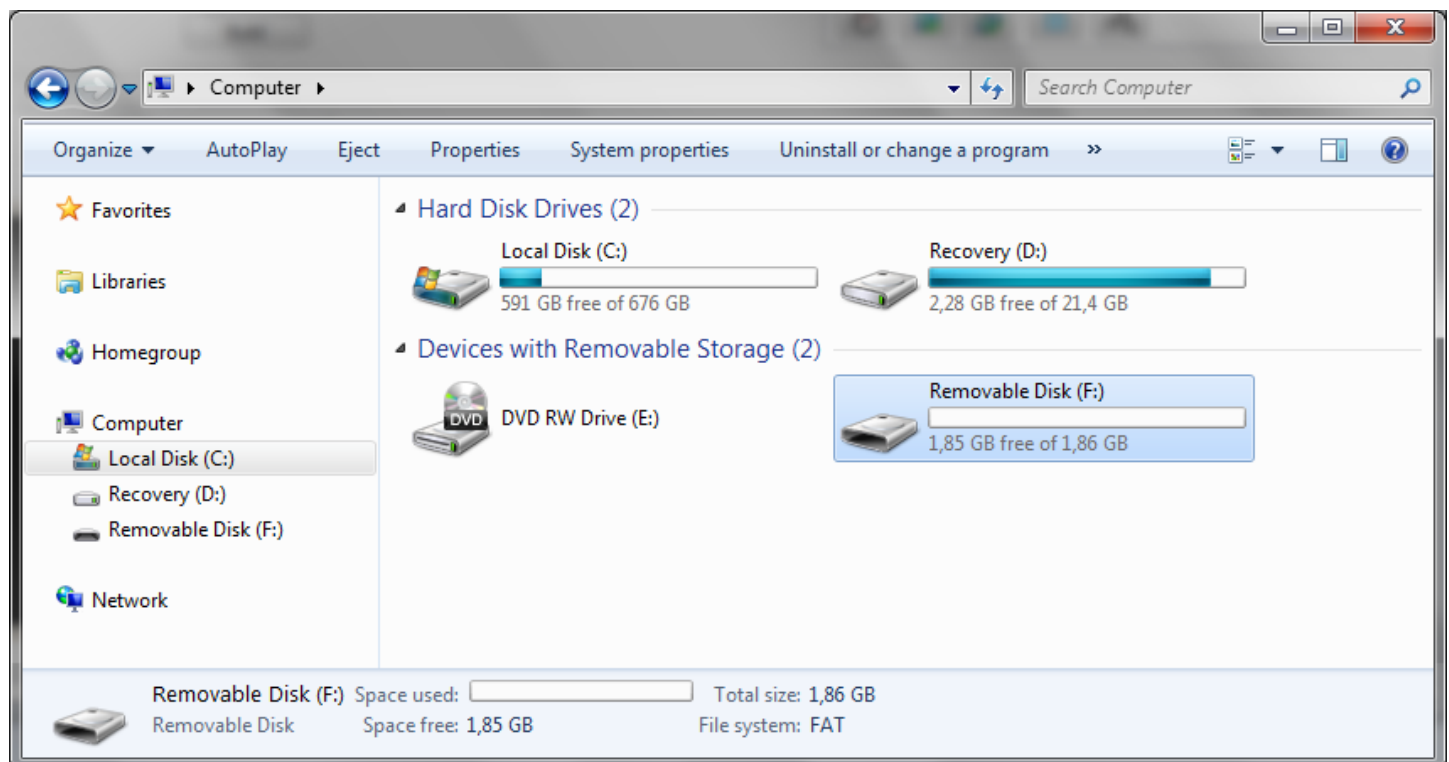 Computer
Search Computer
Organize AutoPlay Eject Properties System properties Uninstall or change a program »
Favorites
Libraries
Homegroup
Computer
Local Disk (C:)
Recovery (D:)
Removable Disk (F:)
Network
Hard Disk Drives (2)
Local Disk (C:)
591 GB free of 676 GB
Recovery (D:)
2,28 GB free of 21,4 GB
Devices with Removable Storage (2)
DVD
DVD RW Drive (E:)
Removable Disk (F:)
1,85 GB free of 1,86 GB
Removable Disk (F:) Space used: Total size: 1,86 GB
Removable Disk Space free: 1,85 GB File system: FAT